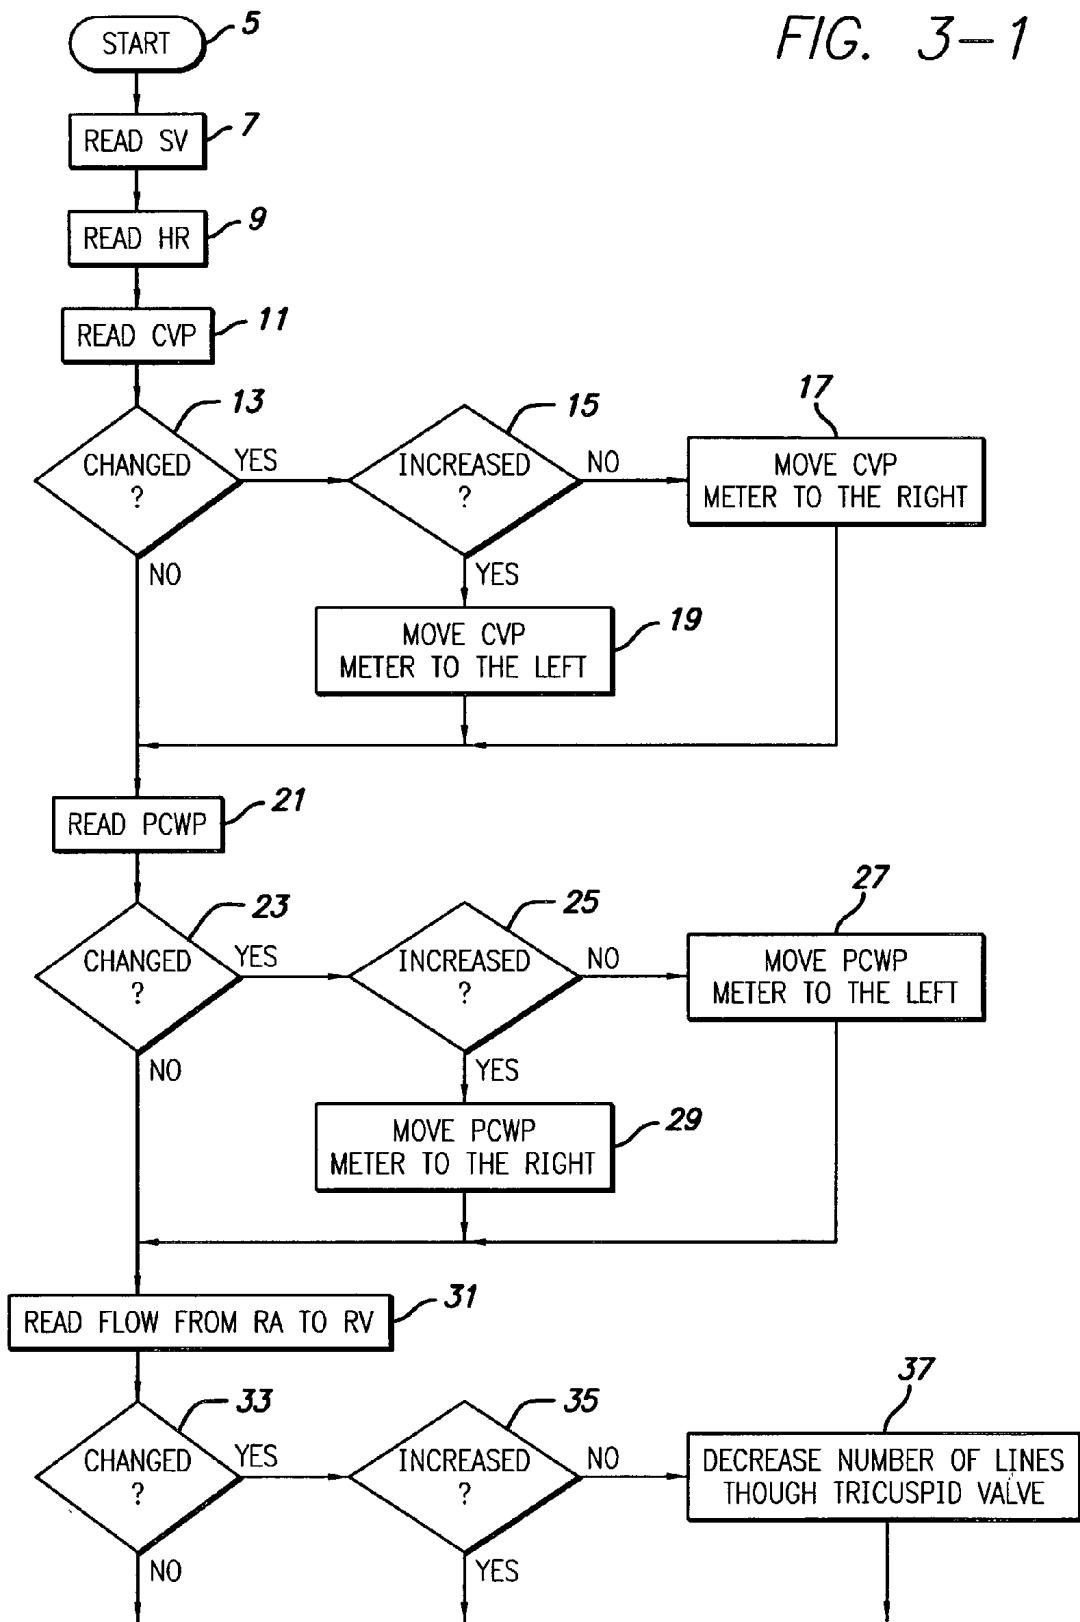 FIG. 3-1
START
5
READ SV
7
READ HR
9
READ CVP
11
CHANGED
?
13
YES
NO
INCREASED
?
15
NO
YES
MOVE CVP
METER TO THE RIGHT
17
MOVE CVP
METER TO THE LEFT
19
READ PCWP
21
CHANGED
?
23
YES
NO
INCREASED
?
25
NO
YES
MOVE PCWP
METER TO THE LEFT
27
MOVE PCWP
METER TO THE RIGHT
29
READ FLOW FROM RA TO RV
31
CHANGED
?
33
YES
NO
INCREASED
?
35
NO
YES
DECREASE NUMBER OF LINES
THOUGH TRICUSPID VALVE
37